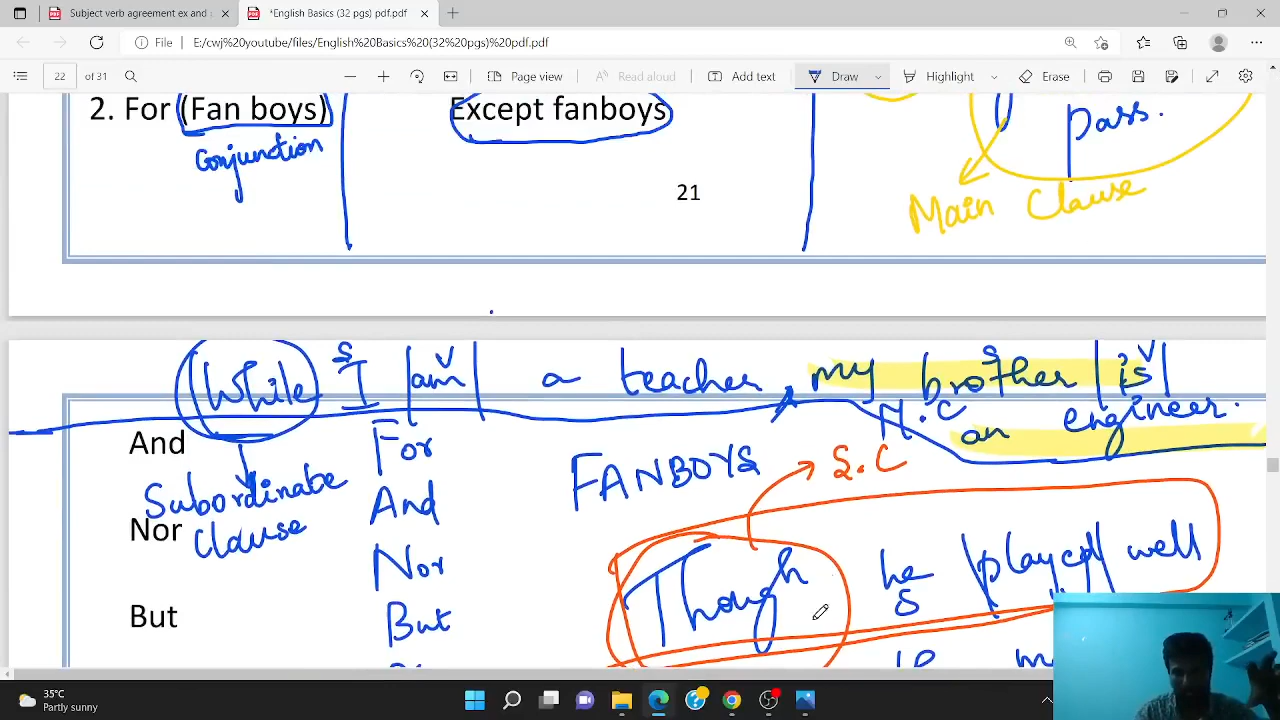 Subject verb agreement ex and
*English Basics (32 pgs) pdf.pdf
File E:/cwj%20youtube/files/English%20Basics%20(32%20pgs)%20pdf.pdf
22 of 31 Page view Read aloud Add text Draw Highlight Erase
2. For (Fan boys) Except fanboys
Conjunction
pass.
Main Clause
21
While I am a teacher, my brother is
S V S V
M.C an engineer.
And For
Subordinate FANBOYS S.C
And
Nor Clause
Nor
Though he played well
S
But But
35°C
Partly sunny